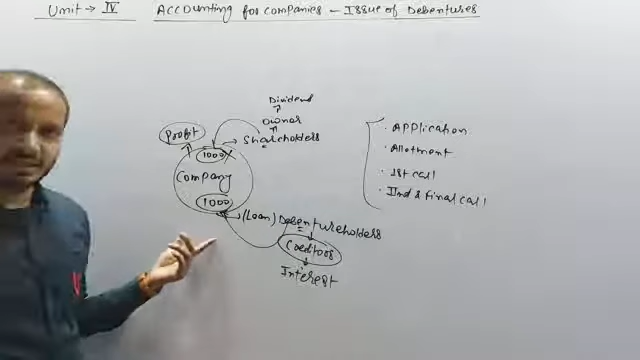 Unit → IV Accounting for Companies - Issue of Debentures
Dividend
Owner
Shareholders
Profit
1000
Company
1000
(Loan) Debentureholders
Creditors
Interest
• Application
• Allotment
• 1st call
• IInd & final call